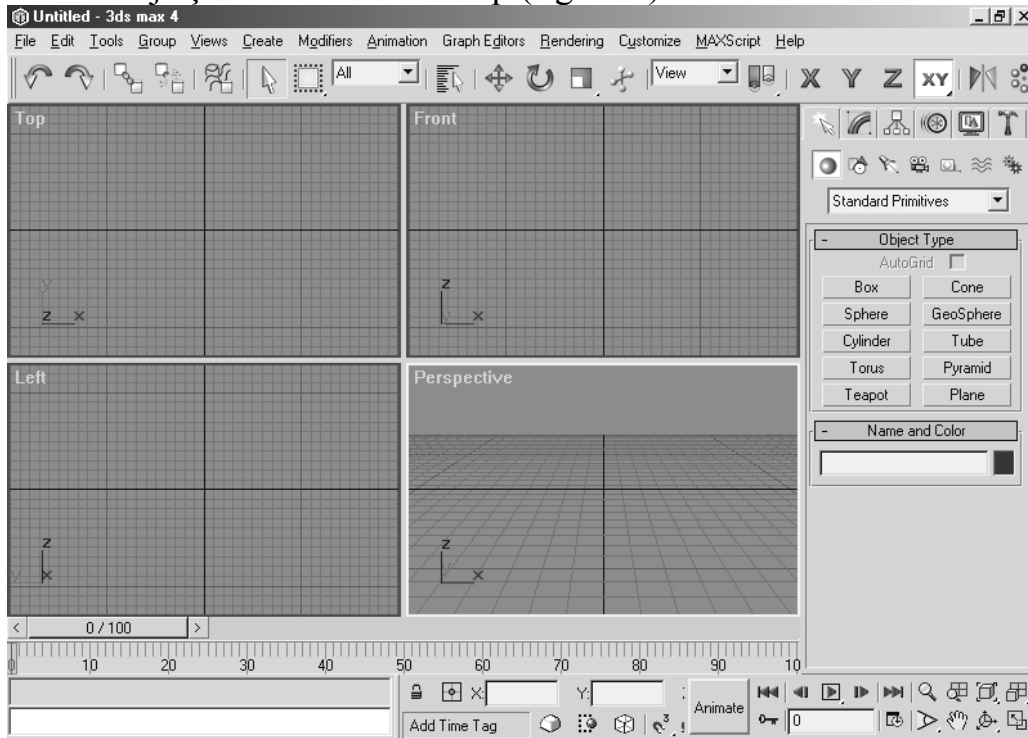 Untitled - 3ds max 4
File Edit Tools Group Views Create Modifiers Animation Graph Editors Rendering Customize MAXScript Help
All View X Y Z XY
Top Front
Standard Primitives
- Object Type
AutoGrid
Box Cone
Sphere GeoSphere
Cylinder Tube
Torus Pyramid
Teapot Plane
y z
z x y x
Left Perspective
- Name and Color
z z
y x y x
< 0 / 100 >
0 10 20 30 40 50 60 70 80 90 10
X: Y:
Animate
Add Time Tag 3 0